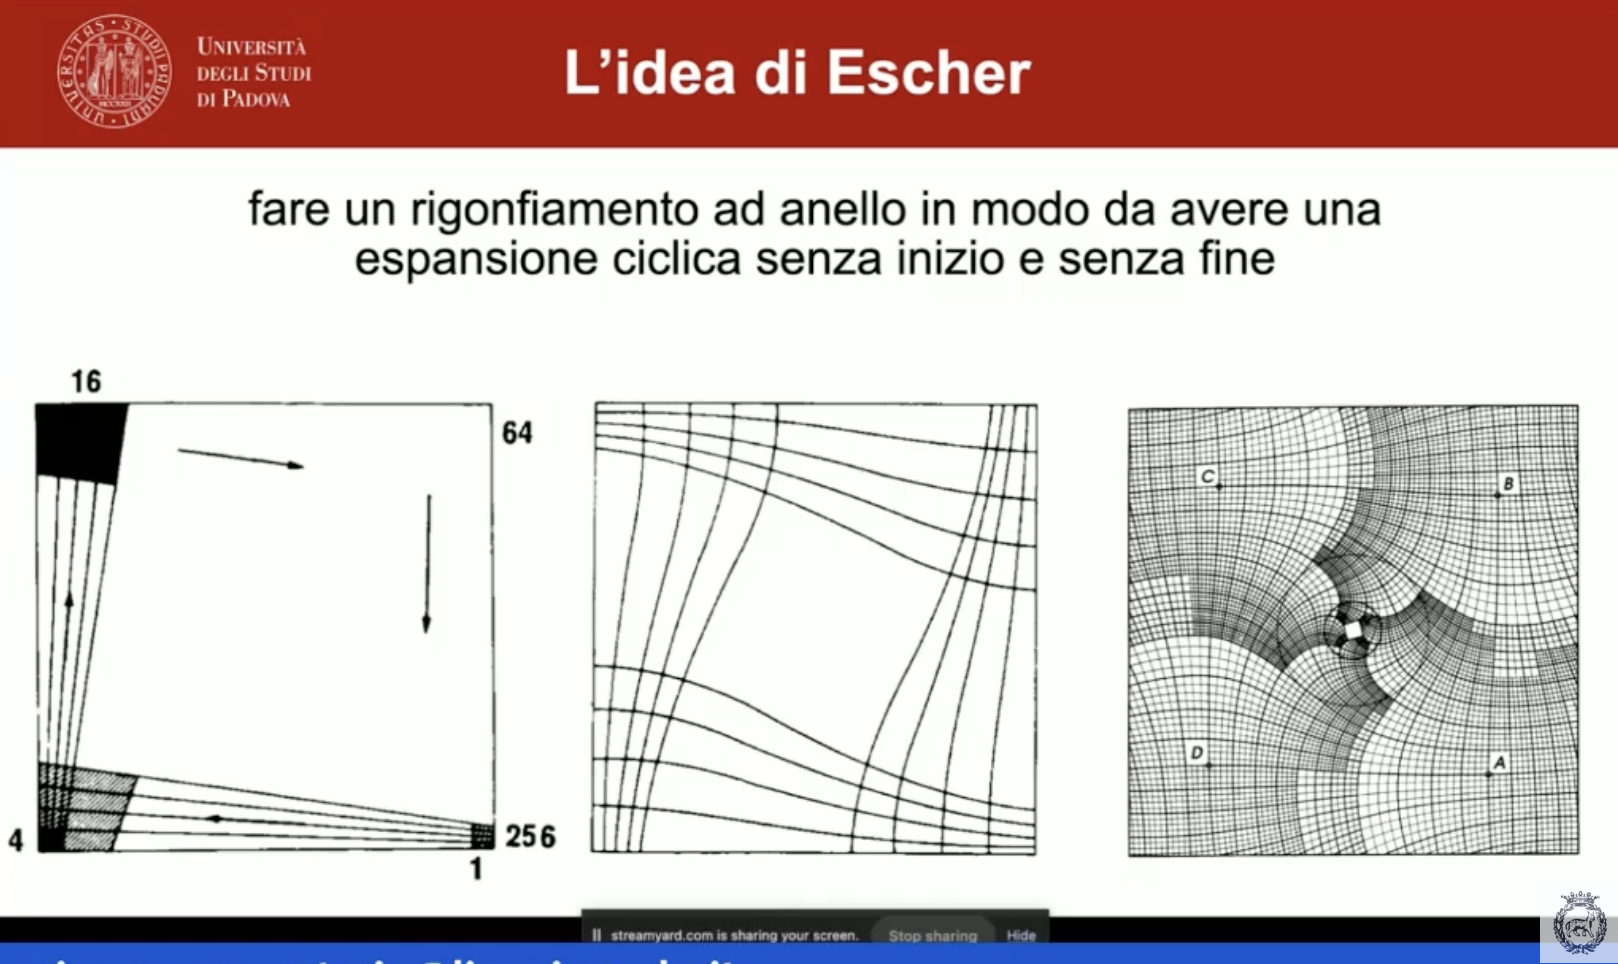 UNIVERSITÀ
DEGLI STUDI
DI PADOVA
L'idea di Escher
fare un rigonfiamento ad anello in modo da avere una
espansione ciclica senza inizio e senza fine
16
64
4
256
1
C
B
D
A
streamyard.com is sharing your screen.
Stop sharing
Hide